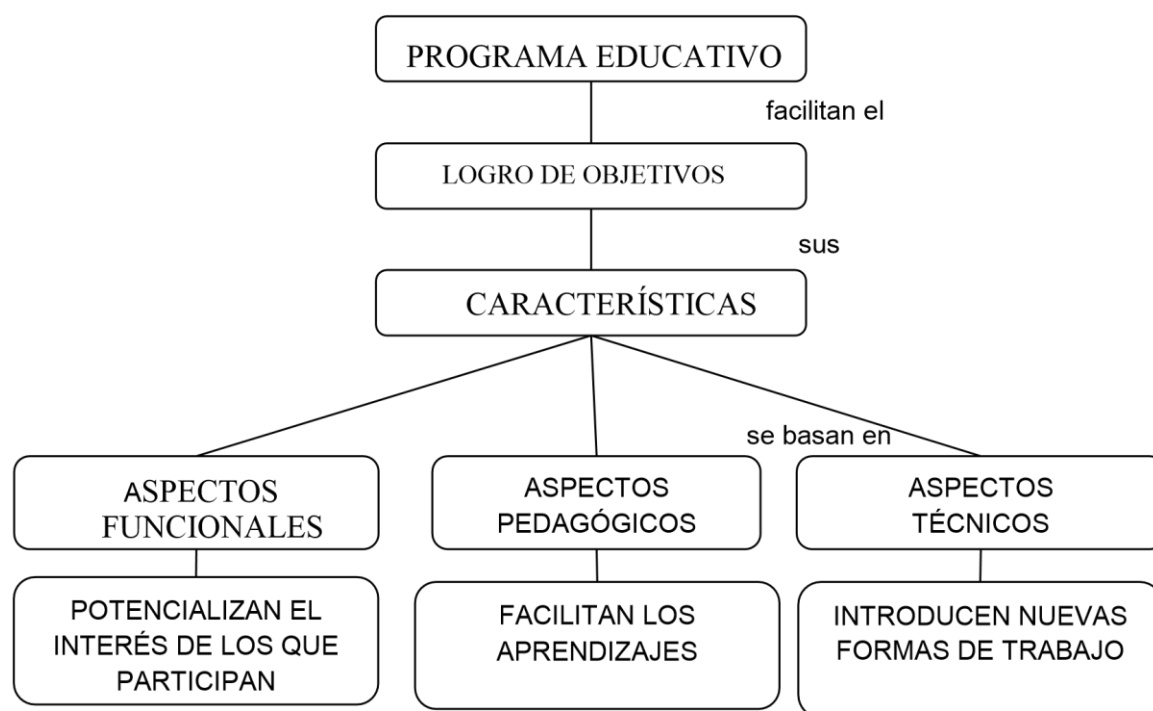 PROGRAMA EDUCATIVO
facilitan el
LOGRO DE OBJETIVOS
sus
CARACTERÍSTICAS
se basan en
ASPECTOS
FUNCIONALES
ASPECTOS
PEDAGÓGICOS
ASPECTOS
TÉCNICOS
POTENCIALIZAN EL
INTERÉS DE LOS QUE
PARTICIPAN
FACILITAN LOS
APRENDIZAJES
INTRODUCEN NUEVAS
FORMAS DE TRABAJO